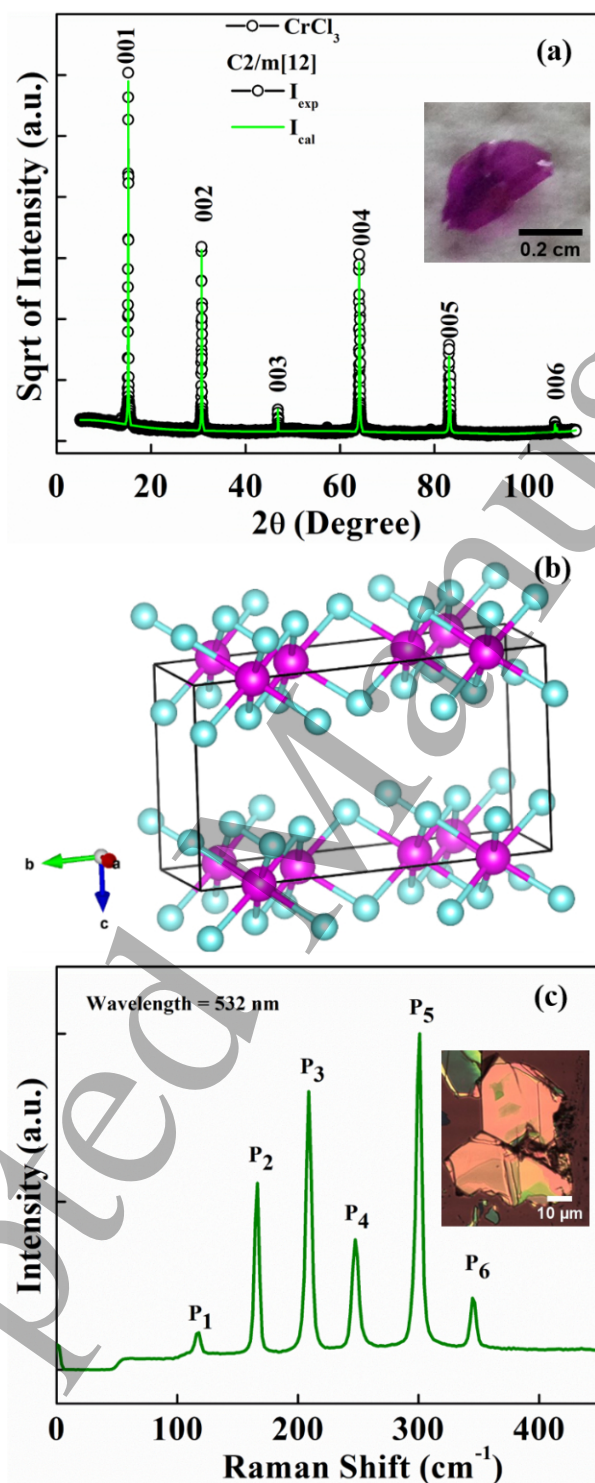 CrCl₃
C2/m[12]
I_exp
I_cal
(a)
001
002
003
004
005
006
0.2 cm
Sqrt of Intensity (a.u.)
0 20 40 60 80 100
2θ (Degree)
(b)
b
a
c
Wavelength = 532 nm
(c)
P₁
P₂
P₃
P₄
P₅
P₆
10 µm
Intensity (a.u.)
0 100 200 300 400
Raman Shift (cm⁻¹)